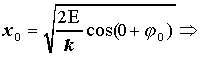 x₀ = √(2E/k cos(0 + φ₀)) ⇒